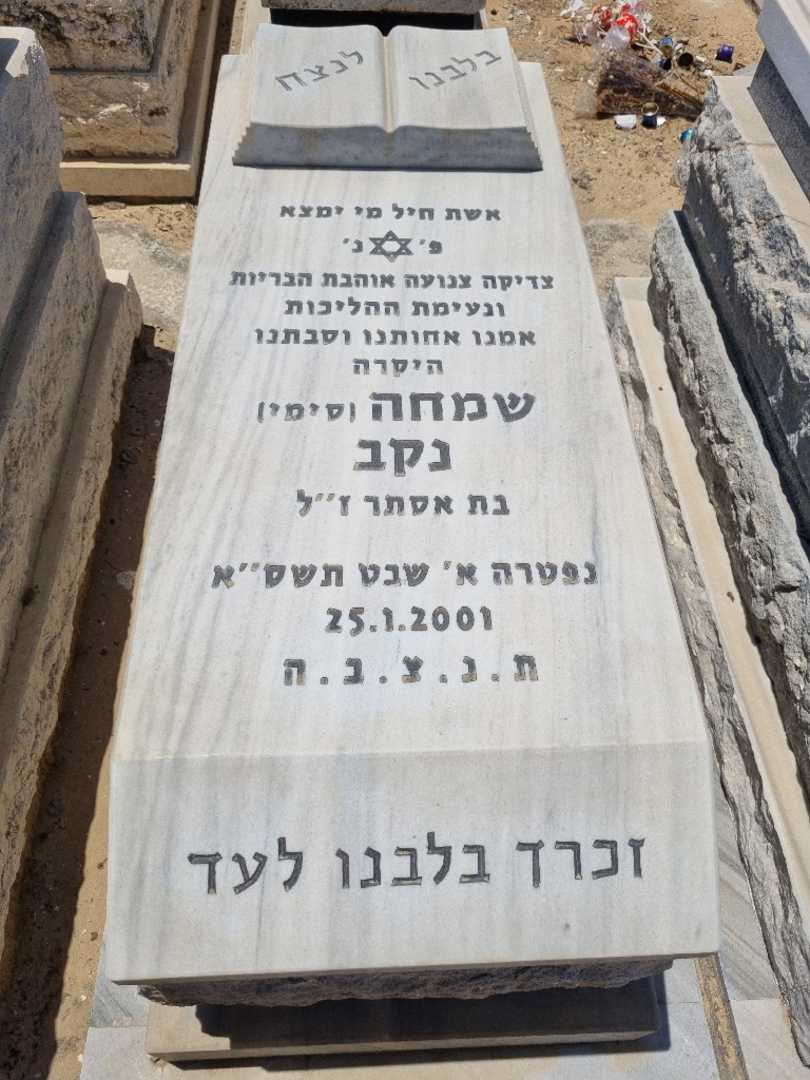 בלבנו לנצח
אשת חיל מי ימצא
פ' נ'
צדיקה צנועה אוהבת הבריות
ונעימת ההליכות
אמנו אחותנו וסבתנו
היקרה
שמחה (סימי)
נקב
בת אסתר ז''ל
נפטרה א' שבט תשס''א
25.1.2001
ת.נ.צ.ב.ה
זכרך בלבנו לעד